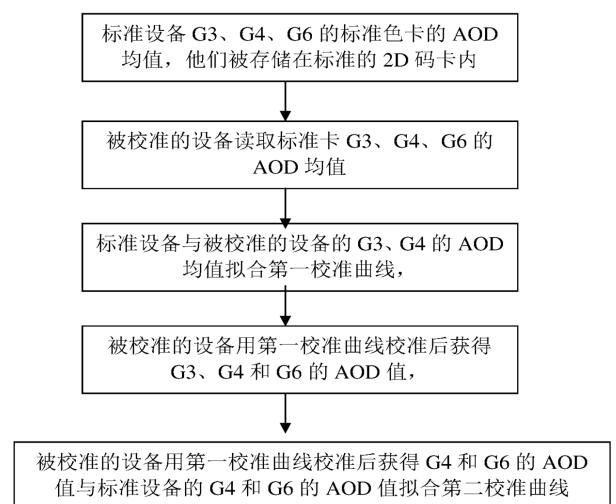 标准设备 G3、G4、G6 的标准色卡的 AOD
均值，他们被存储在标准的 2D 码卡内
被校准的设备读取标准卡 G3、G4、G6 的
AOD 均值
标准设备与被校准的设备的 G3、G4 的 AOD
均值拟合第一校准曲线，
被校准的设备用第一校准曲线校准后获得
G3、G4 和 G6 的 AOD 值，
被校准的设备用第一校准曲线校准后获得 G4 和 G6 的 AOD
值与标准设备的 G4 和 G6 的 AOD 值拟合第二校准曲线